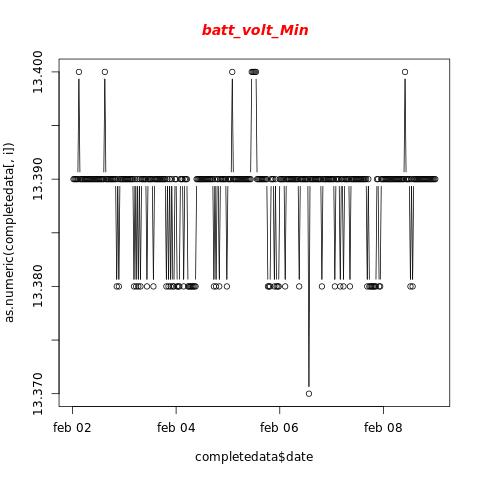 batt_volt_Min
as.numeric(completedata[, i])
13.400
13.390
13.380
13.370
feb 02
feb 04
feb 06
feb 08
completedata$date